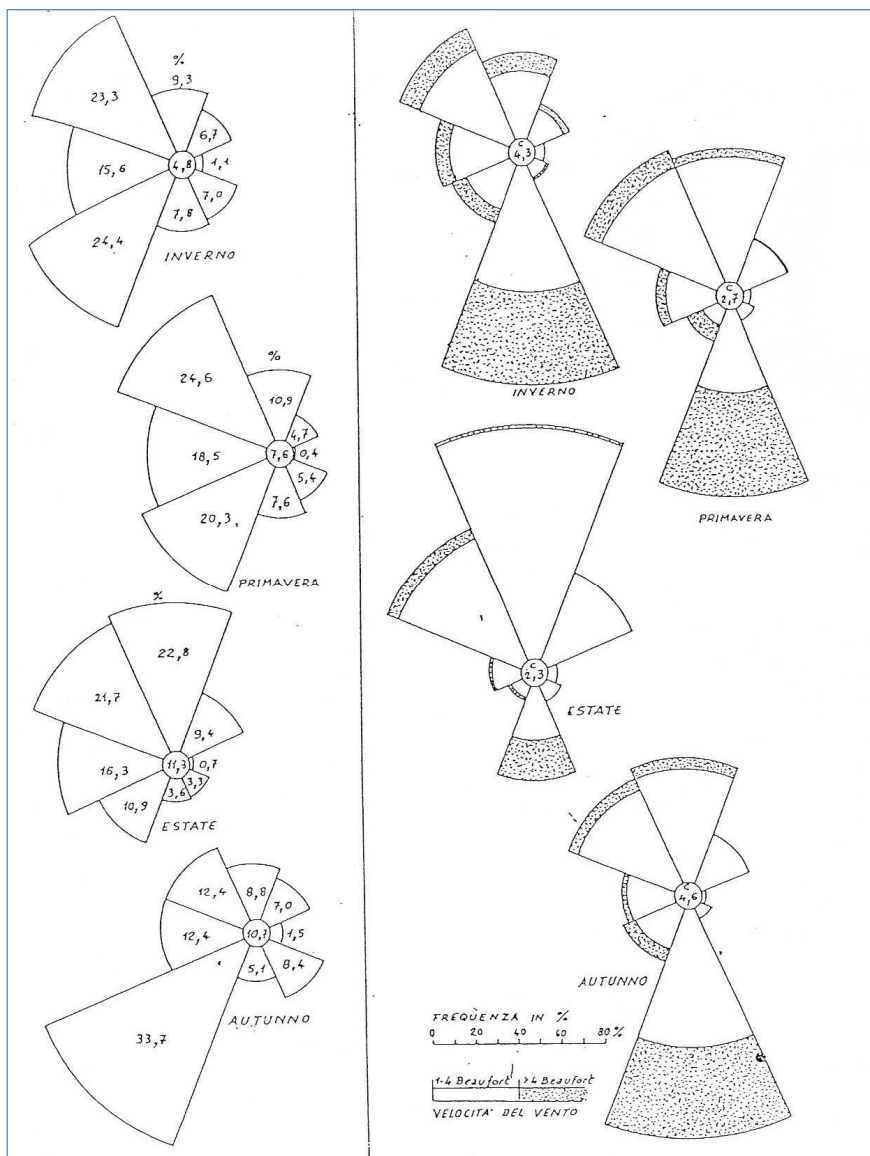 %
9,3
23,3
6,7
15,6
4,8
1,1
7,0
7,8
24,4
INVERNO
%
24,6
10,9
4,7
18,5
7,6
0,4
5,4
7,6
20,3
PRIMAVERA
%
22,8
21,7
9,4
16,3
11,3
0,7
3,3
3,6
10,9
ESTATE
12,4
8,8
7,0
12,4
10,7
1,5
8,4
5,1
33,7
AUTUNNO
C
4,3
INVERNO
C
2,7
PRIMAVERA
C
2,3
ESTATE
C
4,6
AUTUNNO
FREQUENZA IN %
0 20 40 60 80 %
1-4 Beaufort >4 Beaufort
VELOCITA' DEL VENTO